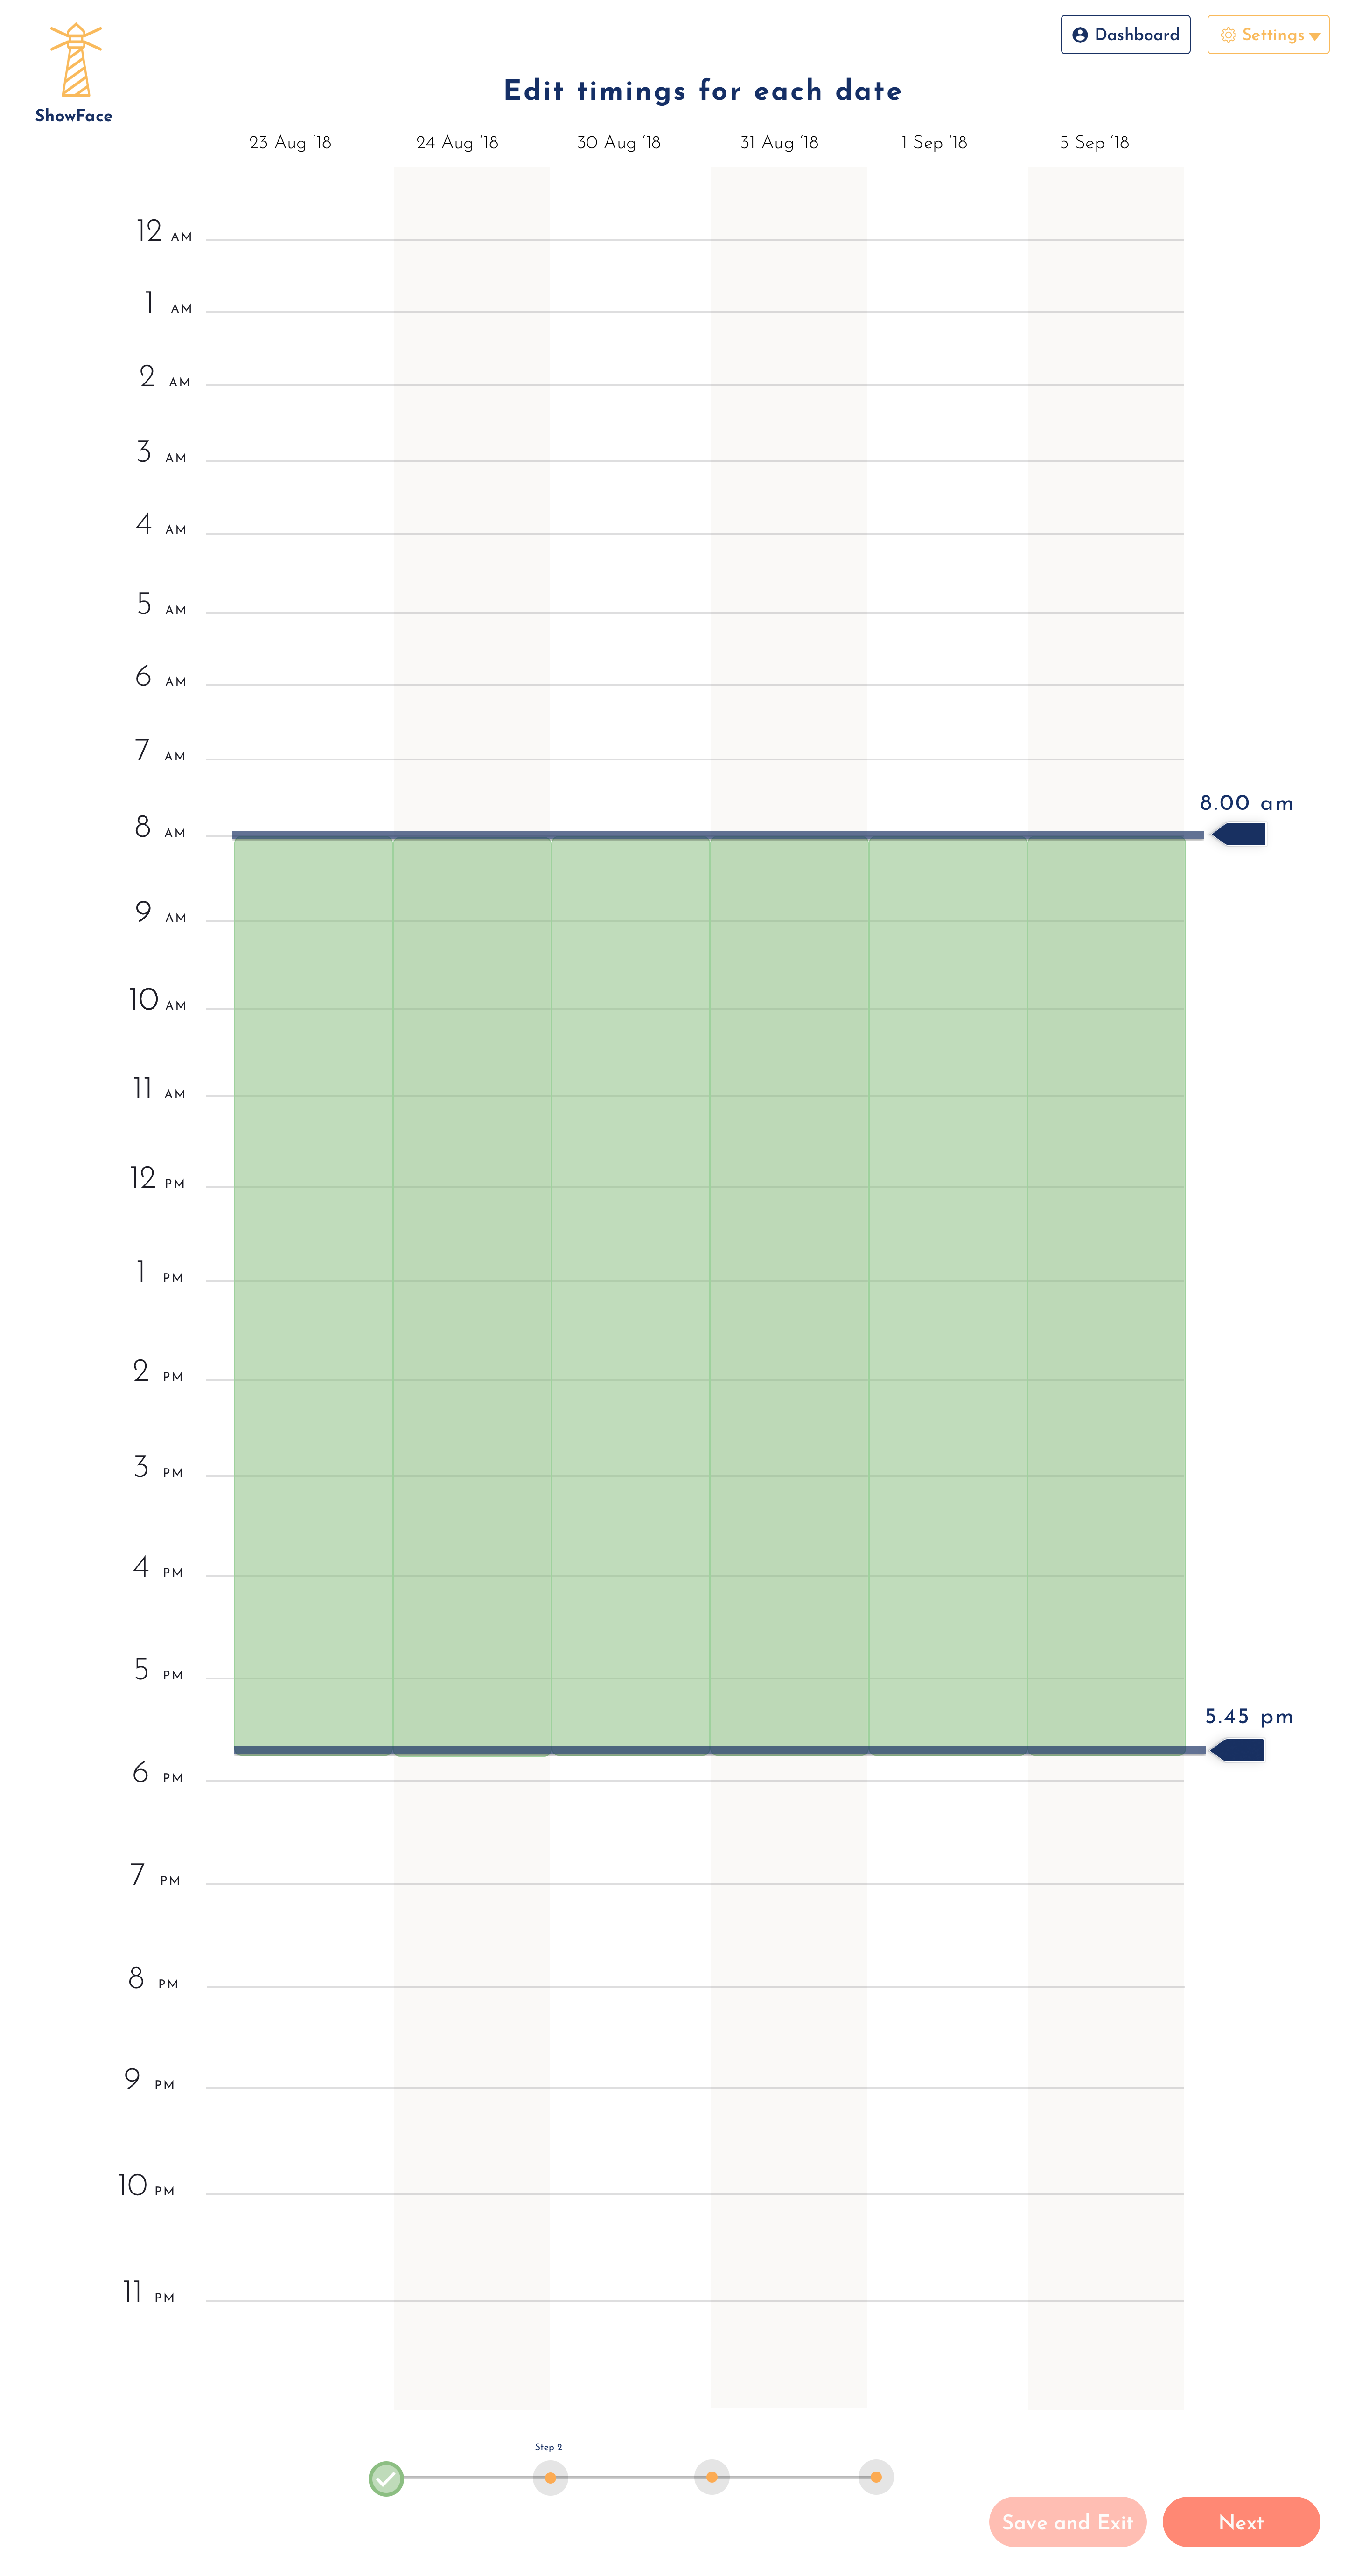 Dashboard
Settings
ShowFace
Edit timings for each date
23 Aug ‘18 24 Aug ‘18 30 Aug ‘18 31 Aug ‘18 1 Sep ‘18 5 Sep ‘18
12 AM
1 AM
2 AM
3 AM
4 AM
5 AM
6 AM
7 AM
8.00 am
8 AM
9 AM
10 AM
11 AM
12 PM
1 PM
2 PM
3 PM
4 PM
5 PM
5.45 pm
6 PM
7 PM
8 PM
9 PM
10 PM
11 PM
Step 2
Save and Exit
Next